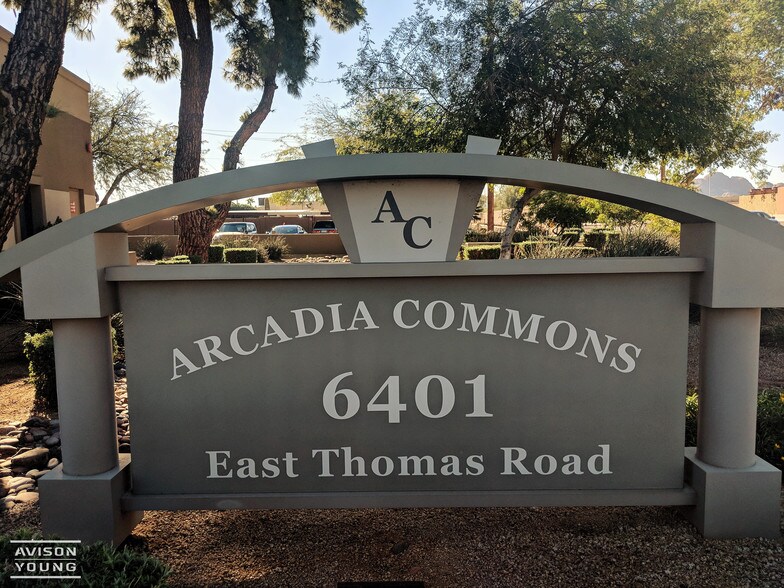 AC
ARCADIA COMMONS
6401
East Thomas Road
AVISON
YOUNG